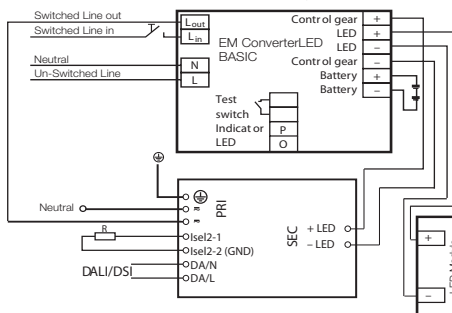 Switched Line out
Switched Line in
Neutral
Un-Switched Line
Lout
Lin
N
L
EM ConverterLED
BASIC
Test
switch
Indicator
LED
P
O
Control gear +
LED +
LED −
Control gear −
Battery +
Battery −
Neutral
R
DALI/DSI
PRI
Isel2-1
Isel2-2 (GND)
DA/N
DA/L
SEC
+ LED
− LED
+
−